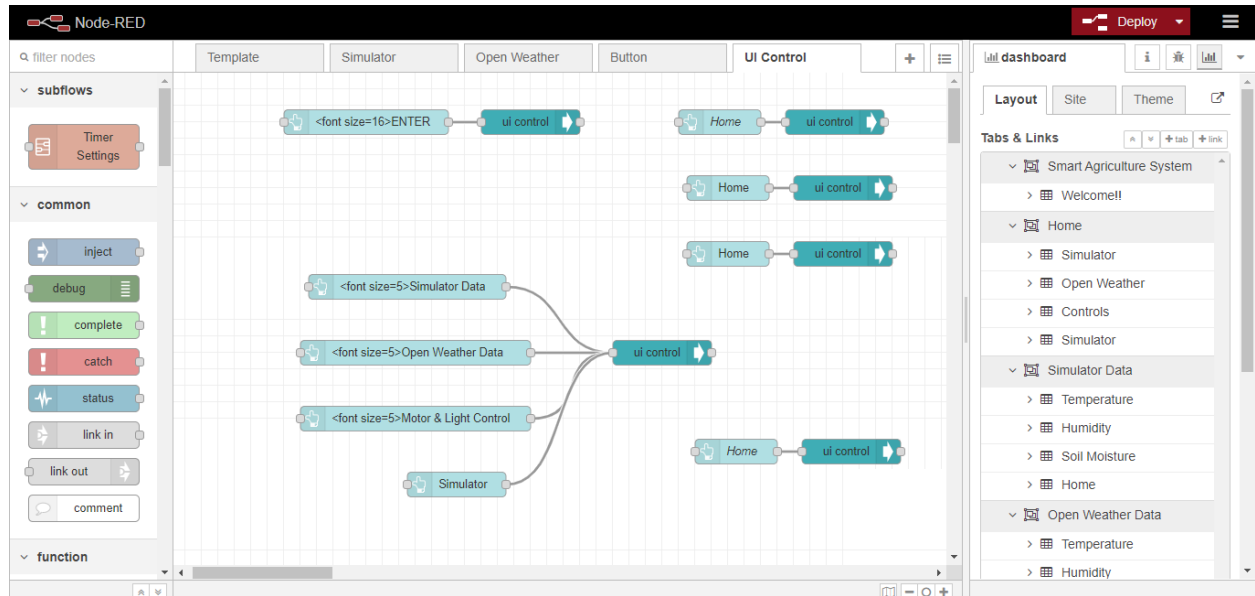 Node-RED
Deploy
filter nodes
Template
Simulator
Open Weather
Button
UI Control
dashboard
i
subflows
Timer
Settings
common
inject
debug
complete
catch
status
link in
link out
comment
function
<font size=16>ENTER
ui control
Home
ui control
Home
ui control
Home
ui control
<font size=5>Simulator Data
<font size=5>Open Weather Data
ui control
<font size=5>Motor & Light Control
Home
ui control
Simulator
Layout
Site
Theme
Tabs & Links
+ tab
+ link
Smart Agriculture System
Welcome!!
Home
Simulator
Open Weather
Controls
Simulator
Simulator Data
Temperature
Humidity
Soil Moisture
Home
Open Weather Data
Temperature
Humidity